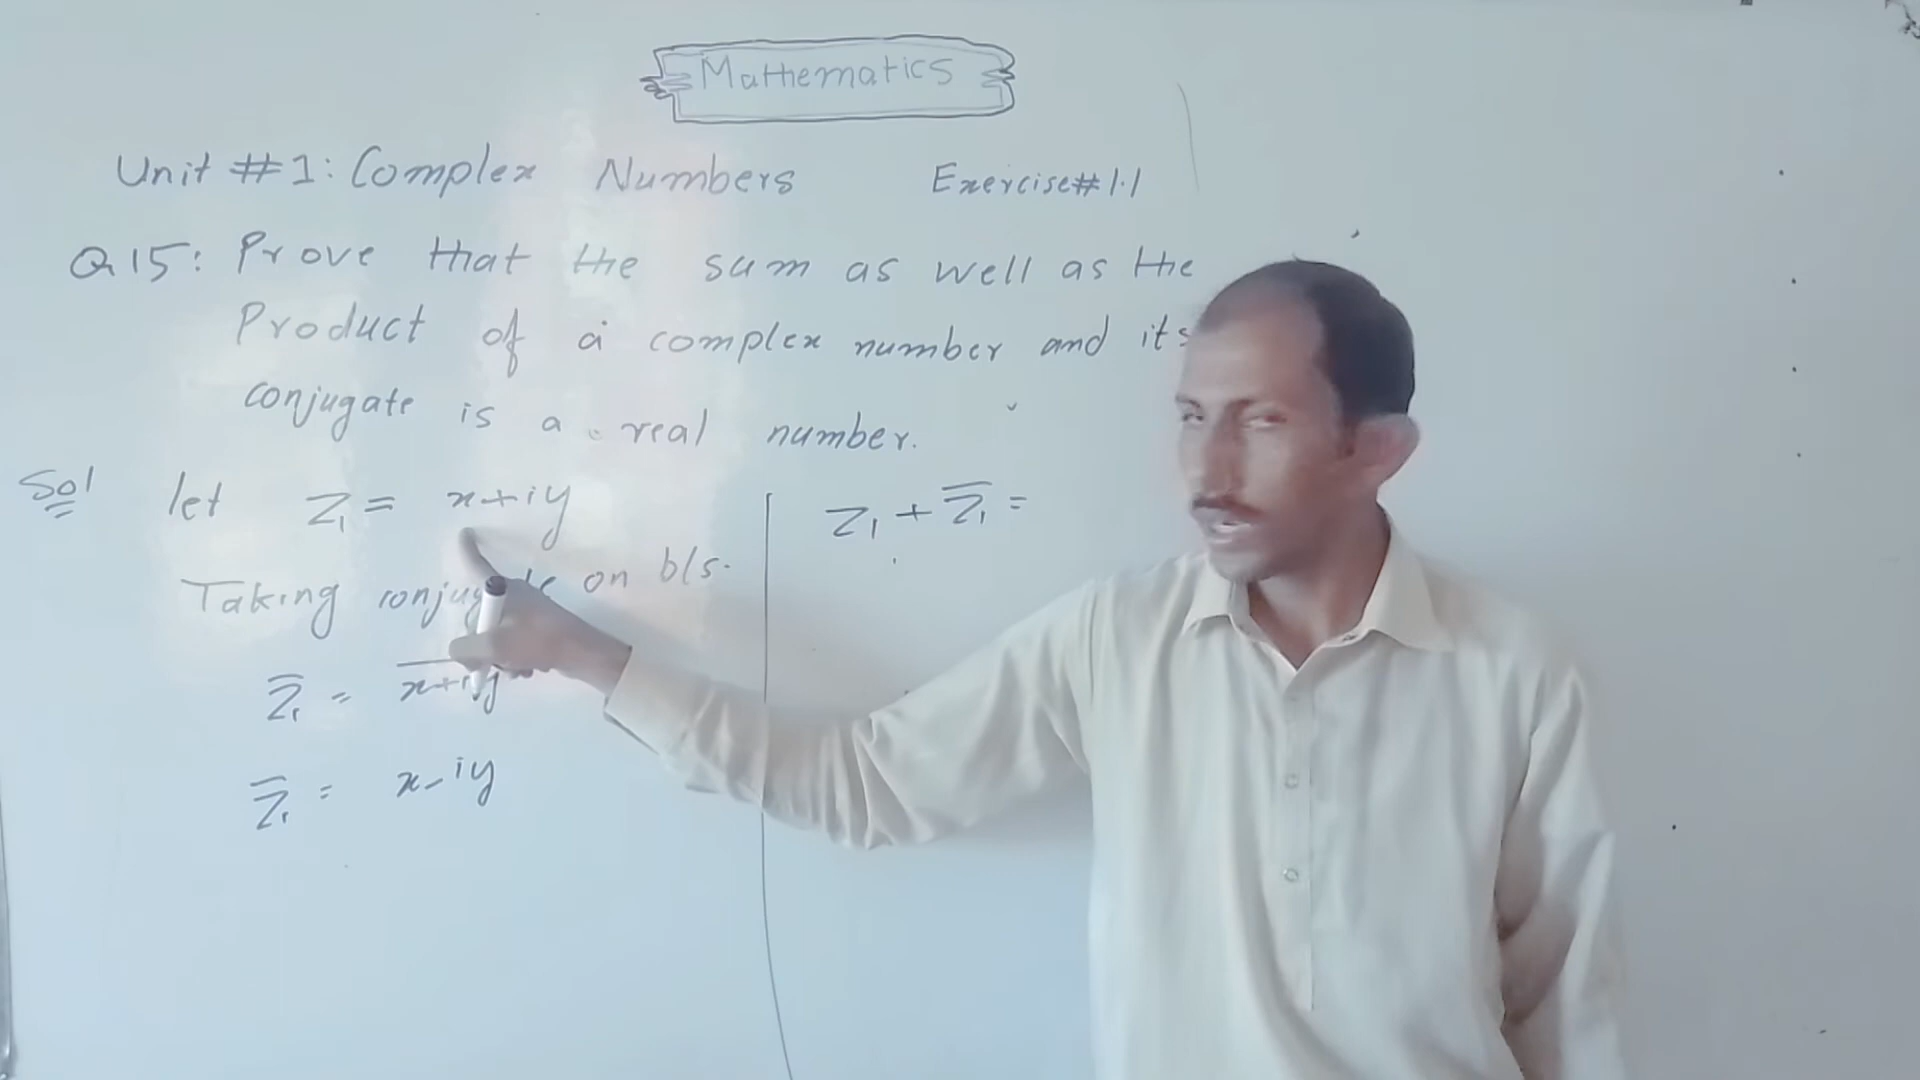 Mathematics
Unit #1: Complex Numbers Exercise#1.1
Q15: Prove that the sum as well as the
Product of a complex number and its
conjugate is a real number.
Sol let Z₁ = x+iy
Taking conjugate on b/s.
Z̅₁ = x̅+̅i̅y̅
Z̅₁ = x-iy
Z₁ + Z̅₁ =